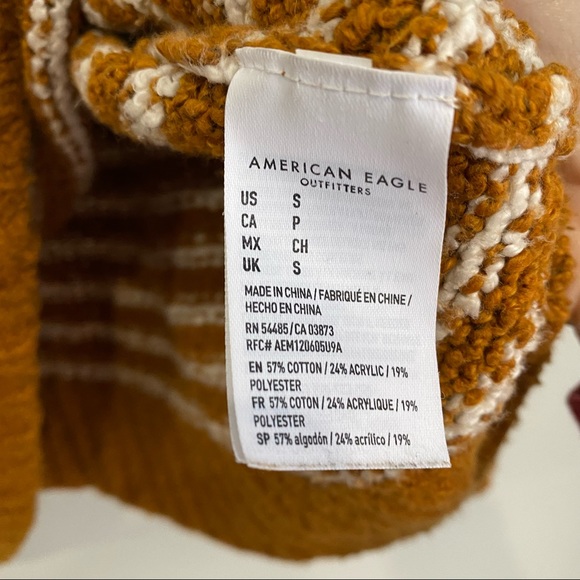 AMERICAN EAGLE
OUTFITTERS
US S
CA P
MX CH
UK S
MADE IN CHINA / FABRIQUÉ EN CHINE /
HECHO EN CHINA
RN 54485/CA 03873
RFC# AEM120605U9A
EN 57% COTTON / 24% ACRYLIC / 19%
POLYESTER
FR 57% COTON / 24% ACRYLIQUE / 19%
POLYESTER
SP 57% algodón / 24% acrílico / 19%